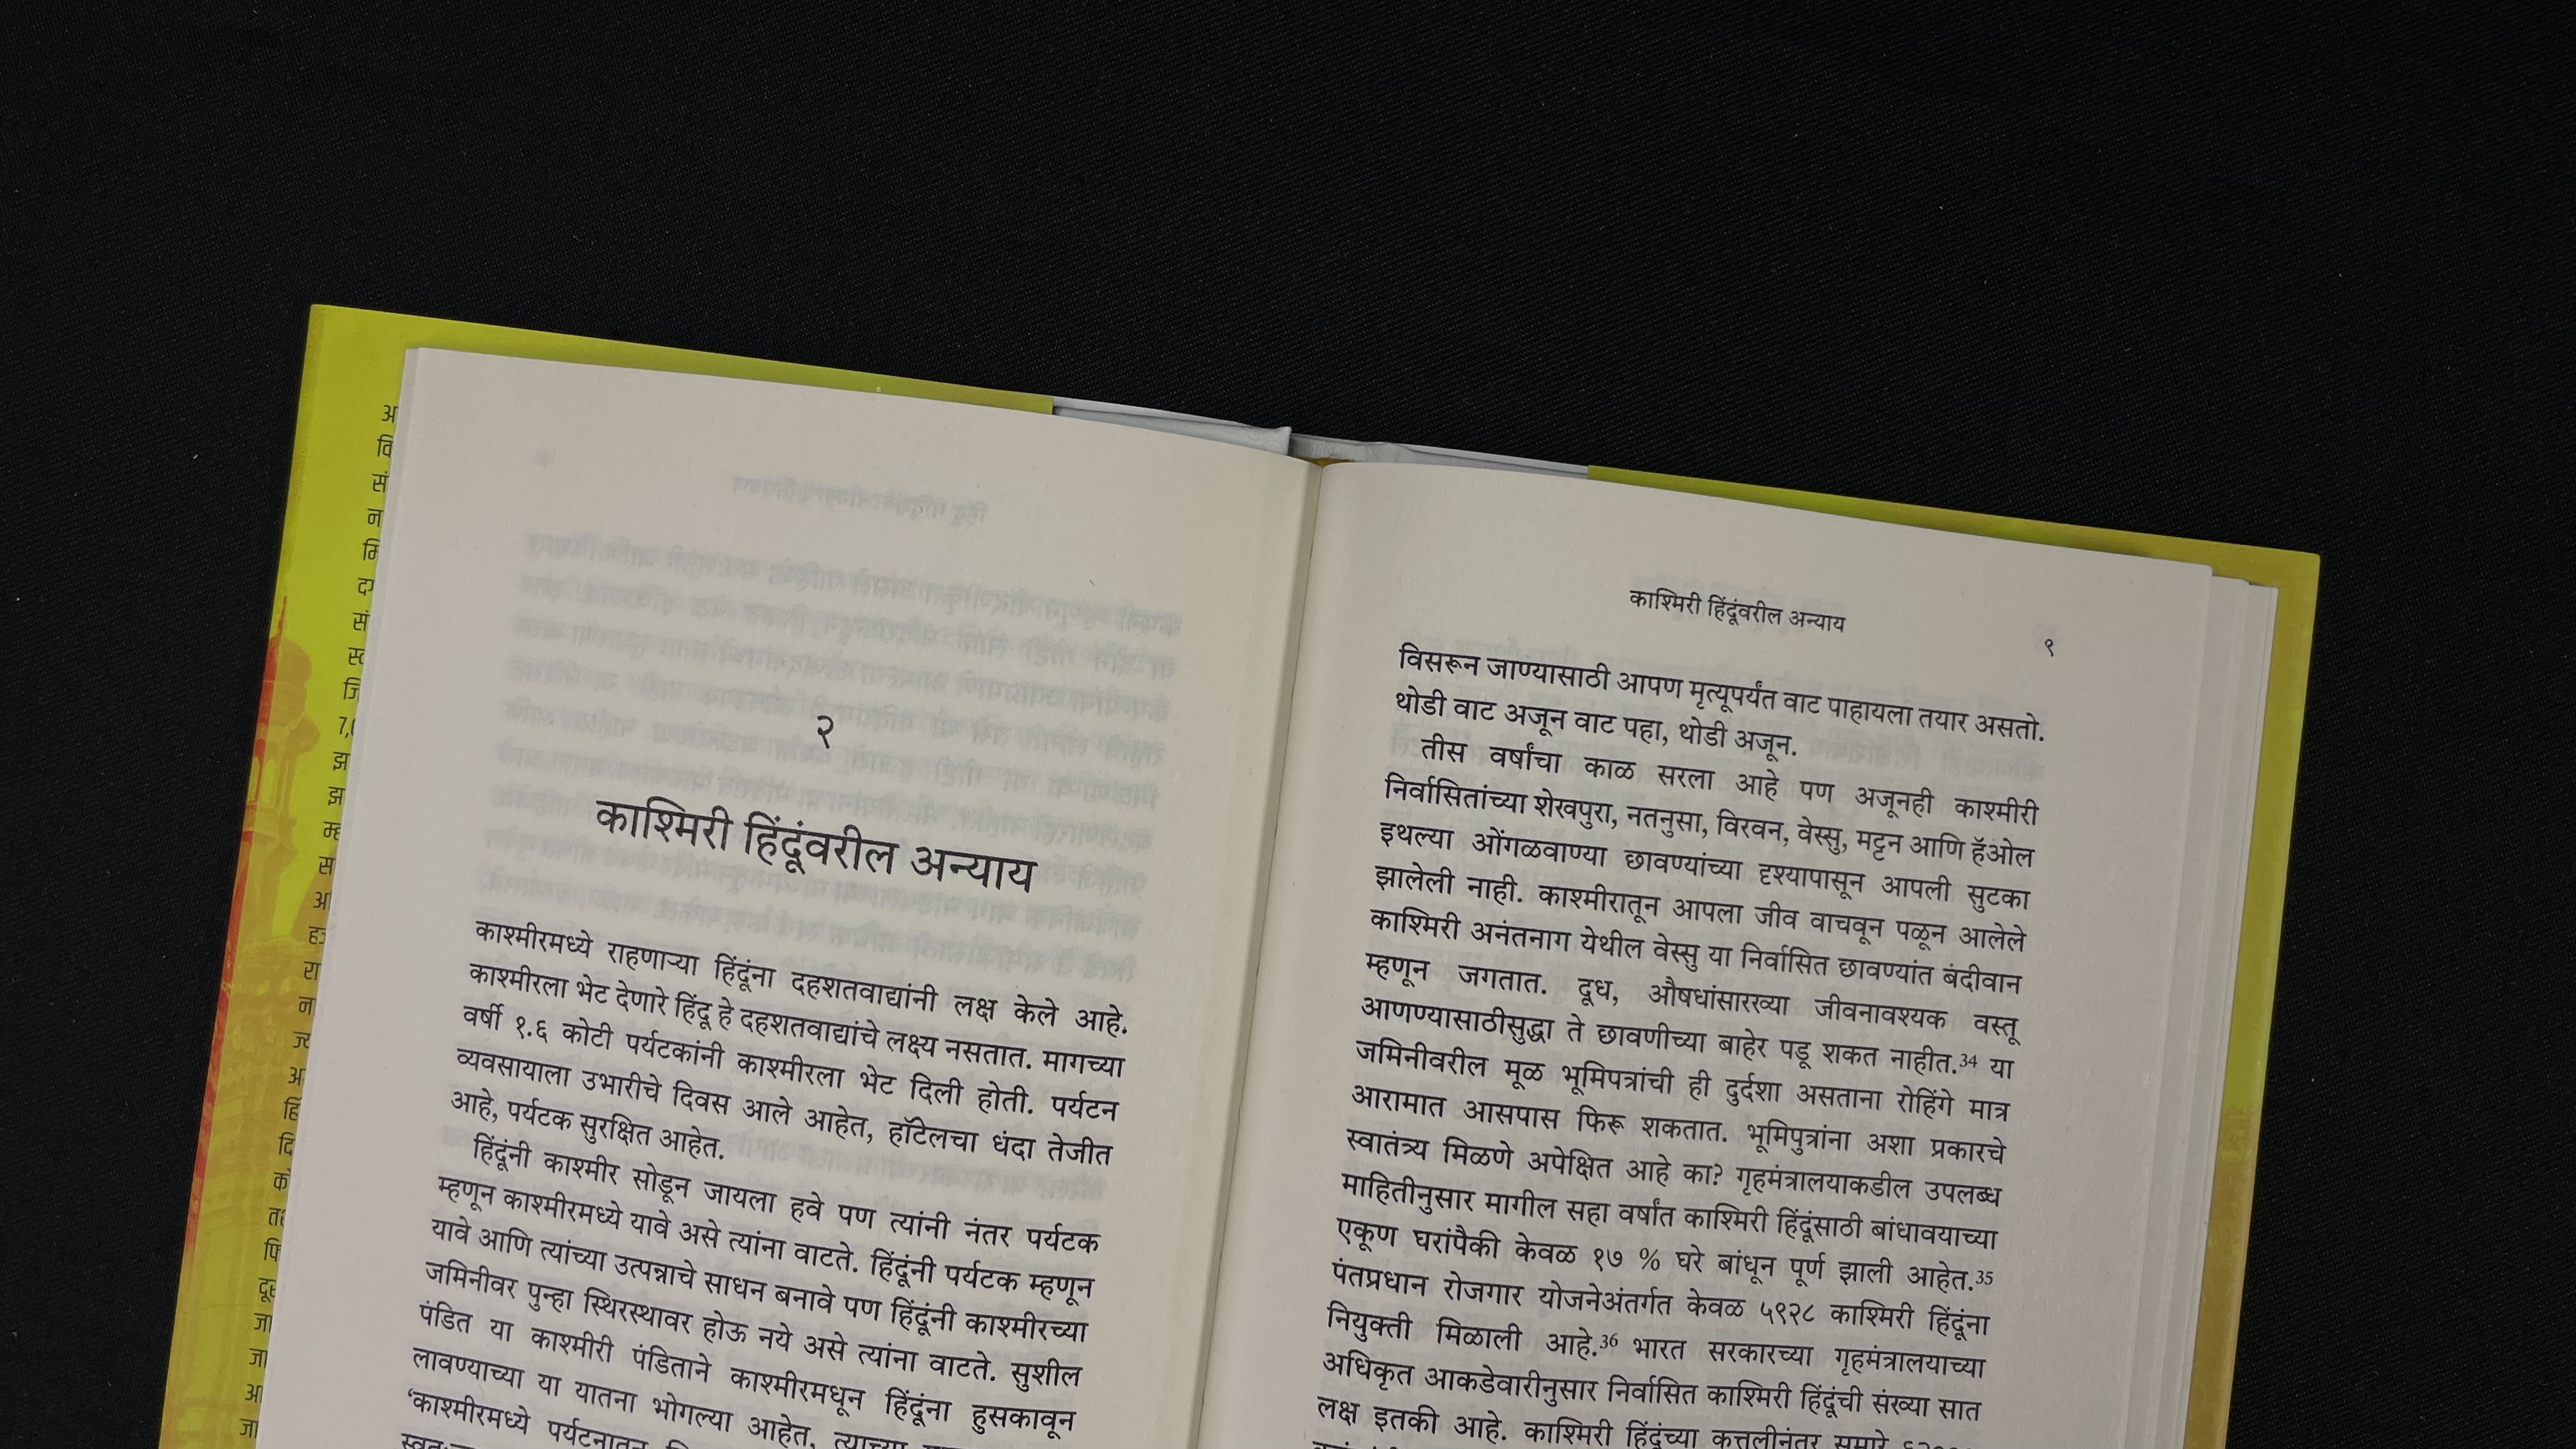 २
काश्मिरी हिंदूंवरील अन्याय
काश्मीरमध्ये राहणाऱ्या हिंदूंना दहशतवाद्यांनी लक्ष केले आहे.
काश्मीरला भेट देणारे हिंदू हे दहशतवाद्यांचे लक्ष्य नसतात. मागच्या
वर्षी १.६ कोटी पर्यटकांनी काश्मीरला भेट दिली होती. पर्यटन
व्यवसायाला उभारीचे दिवस आले आहेत, हॉटेलचा धंदा तेजीत
आहे, पर्यटक सुरक्षित आहेत.
हिंदूंनी काश्मीर सोडून जायला हवे पण त्यांनी नंतर पर्यटक
म्हणून काश्मीरमध्ये यावे असे त्यांना वाटते. हिंदूंनी पर्यटक म्हणून
यावे आणि त्यांच्या उत्पन्नाचे साधन बनावे पण हिंदूंनी काश्मीरच्या
जमिनीवर पुन्हा स्थिरस्थावर होऊ नये असे त्यांना वाटते. सुशील
पंडित या काश्मीरी पंडिताने काश्मीरमधून हिंदूंना हुसकावून
लावण्याच्या या यातना भोगल्या आहेत, त्याच्या
‘काश्मीरमध्ये पर्यटनातून
काश्मिरी हिंदूंवरील अन्याय
९
विसरून जाण्यासाठी आपण मृत्यूपर्यंत वाट पाहायला तयार असतो.
थोडी वाट अजून वाट पहा, थोडी अजून.
तीस वर्षांचा काळ सरला आहे पण अजूनही काश्मीरी
निर्वासितांच्या शेखपुरा, नतनुसा, विरवन, वेस्सु, मट्टन आणि हॅओल
इथल्या ओंगळवाण्या छावण्यांच्या दृश्यापासून आपली सुटका
झालेली नाही. काश्मीरातून आपला जीव वाचवून पळून आलेले
काश्मिरी अनंतनाग येथील वेस्सु या निर्वासित छावण्यांत बंदीवान
म्हणून जगतात. दूध, औषधांसारख्या जीवनावश्यक वस्तू
आणण्यासाठीसुद्धा ते छावणीच्या बाहेर पडू शकत नाहीत.³⁴ या
जमिनीवरील मूळ भूमिपत्रांची ही दुर्दशा असताना रोहिंगे मात्र
आरामात आसपास फिरू शकतात. भूमिपुत्रांना अशा प्रकारचे
स्वातंत्र्य मिळणे अपेक्षित आहे का? गृहमंत्रालयाकडील उपलब्ध
माहितीनुसार मागील सहा वर्षांत काश्मिरी हिंदूंसाठी बांधावयाच्या
एकूण घरांपैकी केवळ १७ % घरे बांधून पूर्ण झाली आहेत.³⁵
पंतप्रधान रोजगार योजनेअंतर्गत केवळ ५९२८ काश्मिरी हिंदूंना
नियुक्ती मिळाली आहे.³⁶ भारत सरकारच्या गृहमंत्रालयाच्या
अधिकृत आकडेवारीनुसार निर्वासित काश्मिरी हिंदूंची संख्या सात
लक्ष इतकी आहे. काश्मिरी हिंदूंच्या कत्तलीनंतर सुमारे